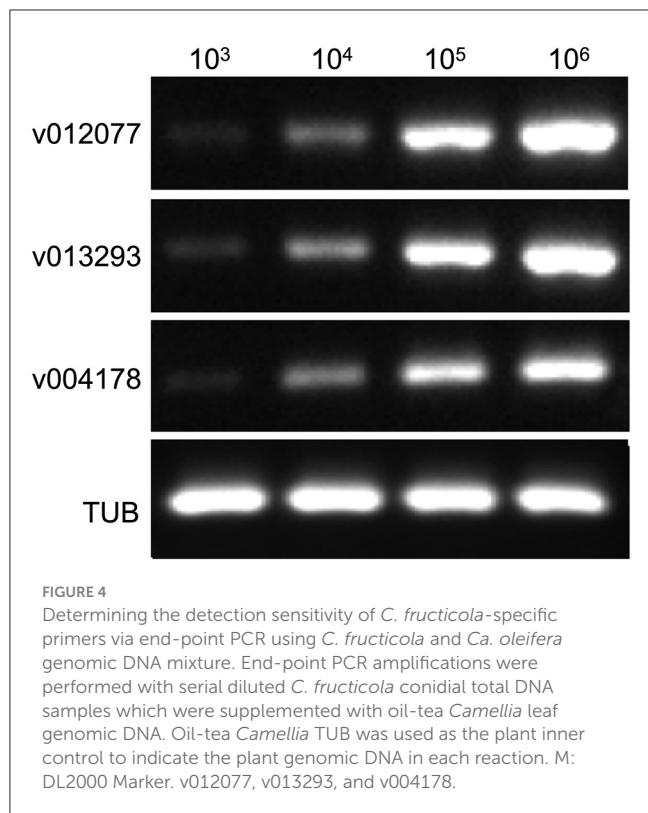 10³ 10⁴ 10⁵ 10⁶
v012077
v013293
v004178
TUB
FIGURE 4
Determining the detection sensitivity of C. fructicola-specific
primers via end-point PCR using C. fructicola and Ca. oleifera
genomic DNA mixture. End-point PCR amplifications were
performed with serial diluted C. fructicola conidial total DNA
samples which were supplemented with oil-tea Camellia leaf
genomic DNA. Oil-tea Camellia TUB was used as the plant inner
control to indicate the plant genomic DNA in each reaction. M:
DL2000 Marker. v012077, v013293, and v004178.